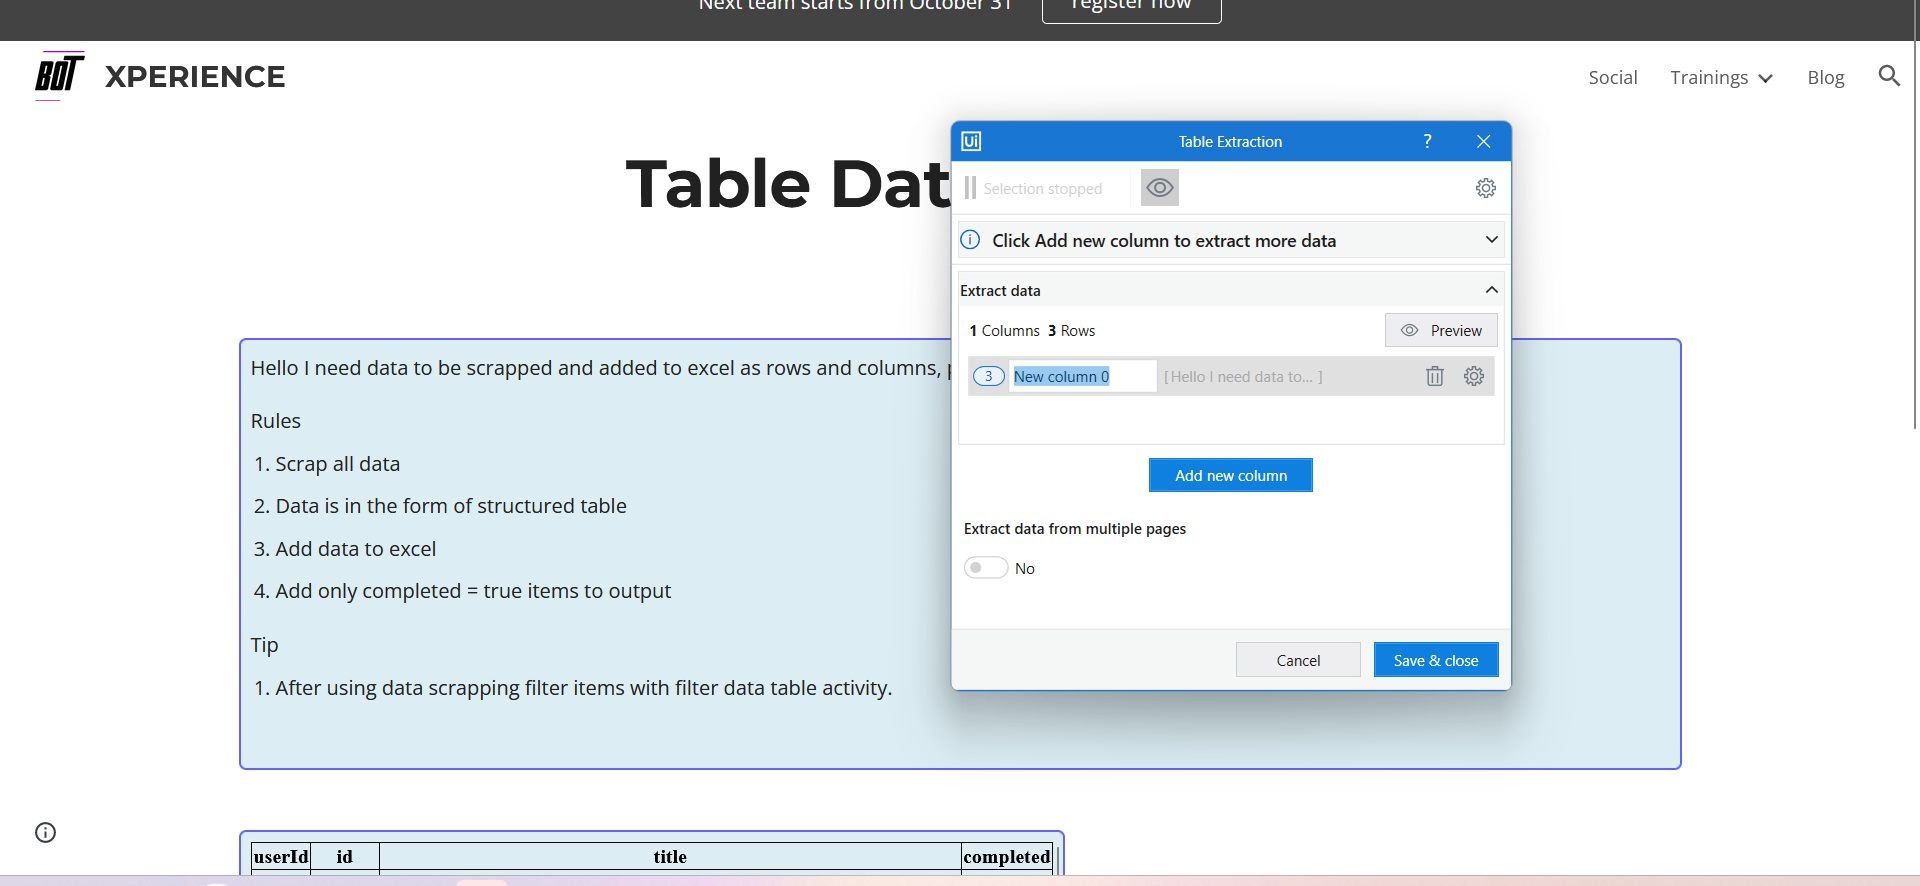 Next team starts from October 31
register now
BOT
XPERIENCE
Social
Trainings
Blog
Table Dat
Ui
Table Extraction
?
Selection stopped
Click Add new column to extract more data
Extract data
1 Columns 3 Rows
Preview
3
New column 0
[Hello I need data to... ]
Add new column
Extract data from multiple pages
No
Cancel
Save & close
Hello I need data to be scrapped and added to excel as rows and columns,
Rules
1. Scrap all data
2. Data is in the form of structured table
3. Add data to excel
4. Add only completed = true items to output
Tip
1. After using data scrapping filter items with filter data table activity.
userId id title completed